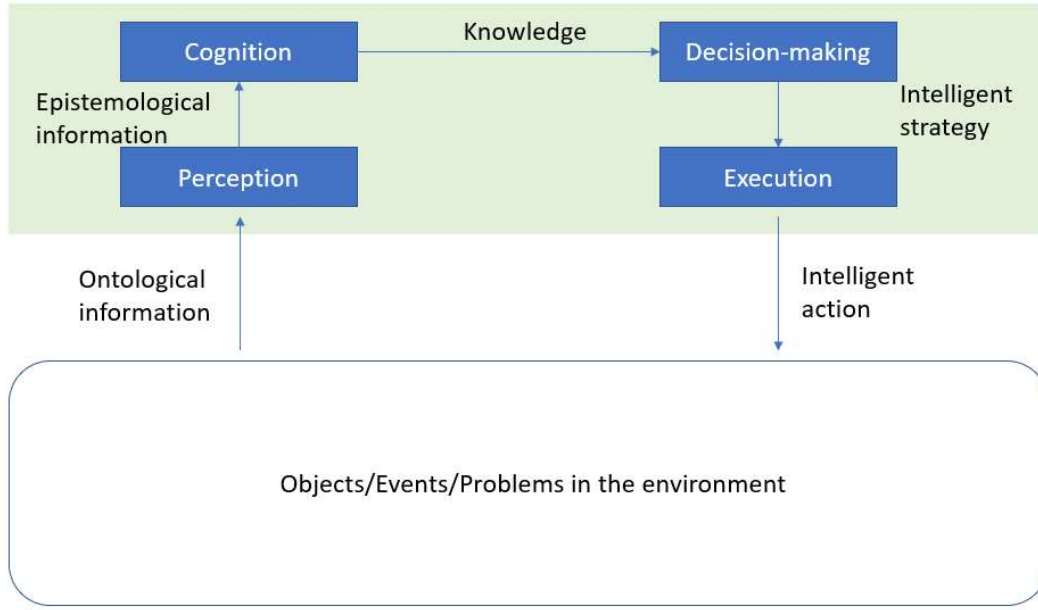 Cognition
Knowledge
Decision-making
Epistemological
information
Intelligent
strategy
Perception
Execution
Ontological
information
Intelligent
action
Objects/Events/Problems in the environment